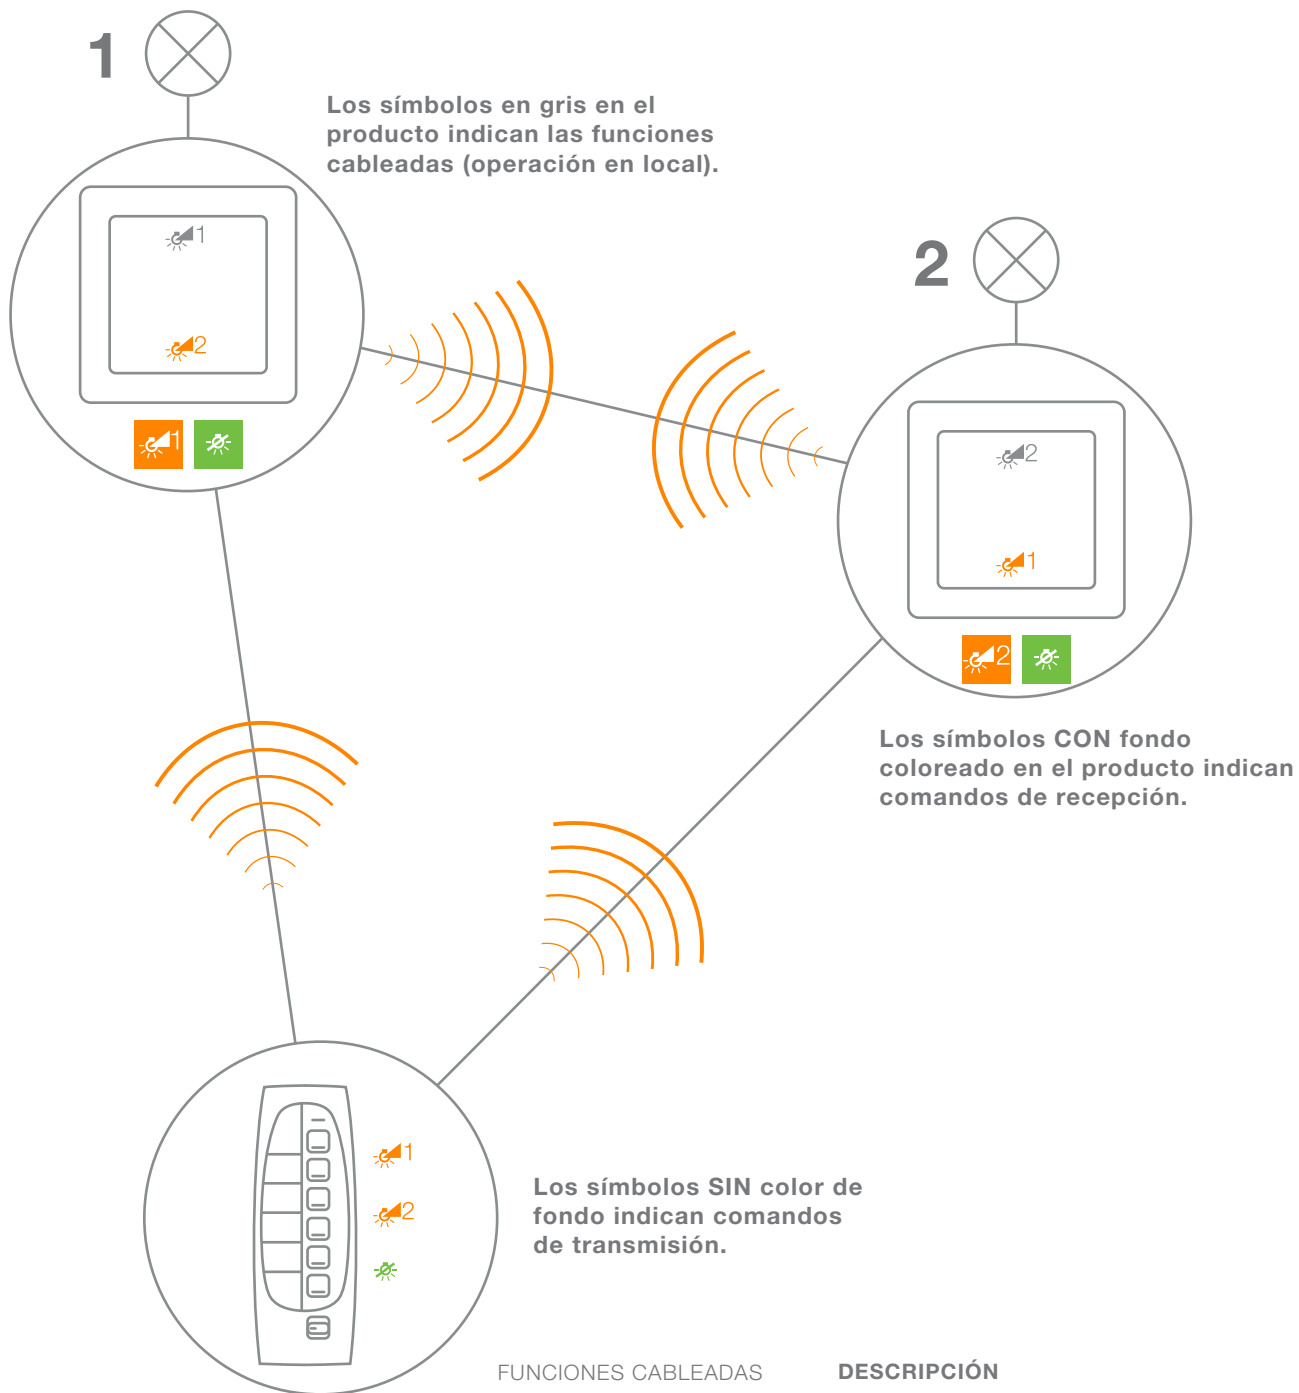 1
Los símbolos en gris en el
producto indican las funciones
cableadas (operación en local).
1
2
1
2
2
1
2
Los símbolos CON fondo
coloreado en el producto indican
comandos de recepción.
1
2
Los símbolos SIN color de
fondo indican comandos
de transmisión.
FUNCIONES CABLEADAS DESCRIPCIÓN